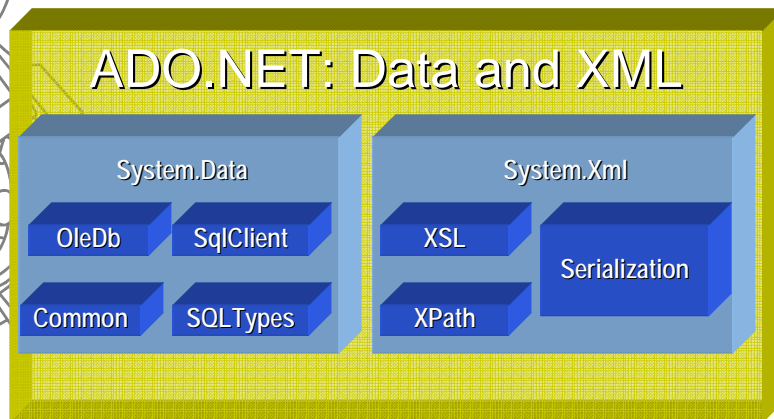 ADO.NET: Data and XML
System.Data
OleDb
SqlClient
Common
SQLTypes
System.Xml
XSL
Serialization
XPath